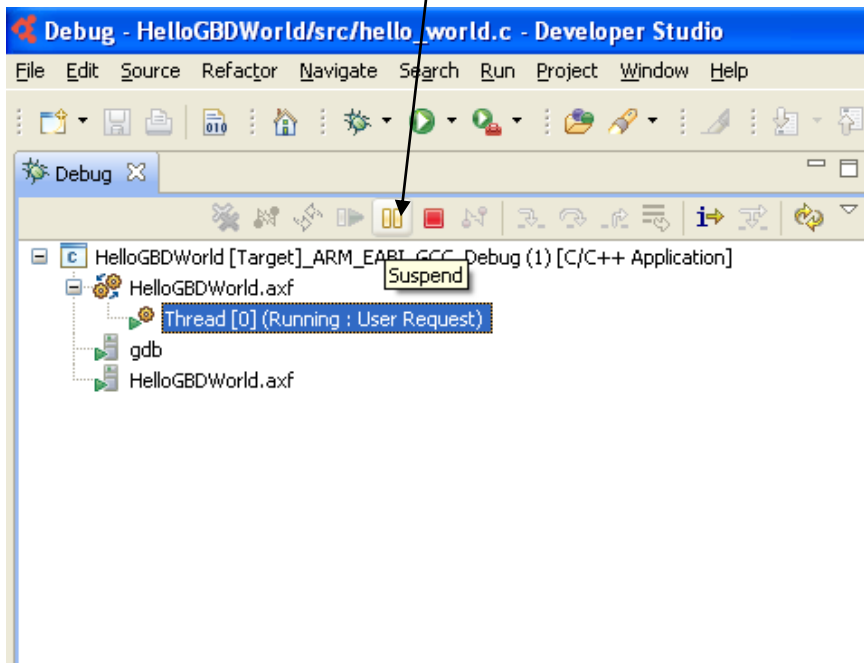 Debug - HelloGBDWorld/src/hello_world.c - Developer Studio
File Edit Source Refactor Navigate Search Run Project Window Help
010
Debug
i
c HelloGBDWorld [Target]_ARM_EABI_GCC_Debug (1) [C/C++ Application]
Suspend
HelloGBDWorld.axf
Thread [0] (Running : User Request)
gdb
HelloGBDWorld.axf